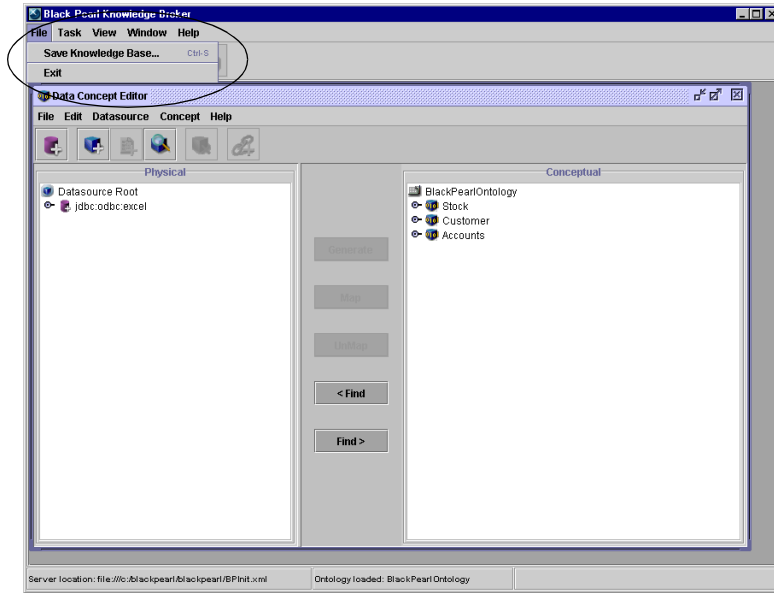 Black Pearl Knowledge Broker
File Task View Window Help
Save Knowledge Base... Ctrl-S
Exit
Data Concept Editor
File Edit Datasource Concept Help
Physical
Datasource Root
jdbc:odbc:excel
Generate
Map
UnMap
< Find
Find >
Conceptual
BlackPearlOntology
Stock
Customer
Accounts
Server location: file:///c:/blackpearl/blackpearl/BPInit.xml
Ontology loaded: BlackPearlOntology